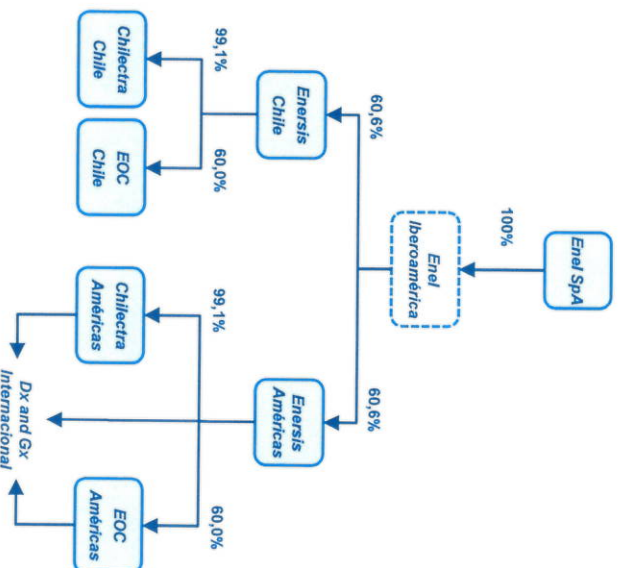 Enel SpA
100%
Enel
Iberoamérica
60,6%
60,6%
Enersis
Chile
Enersis
Américas
99,1%
60,0%
99,1%
60,0%
Chilectra
Chile
EOC
Chile
Chilectra
Américas
EOC
Américas
Dx and Gx
Internacional